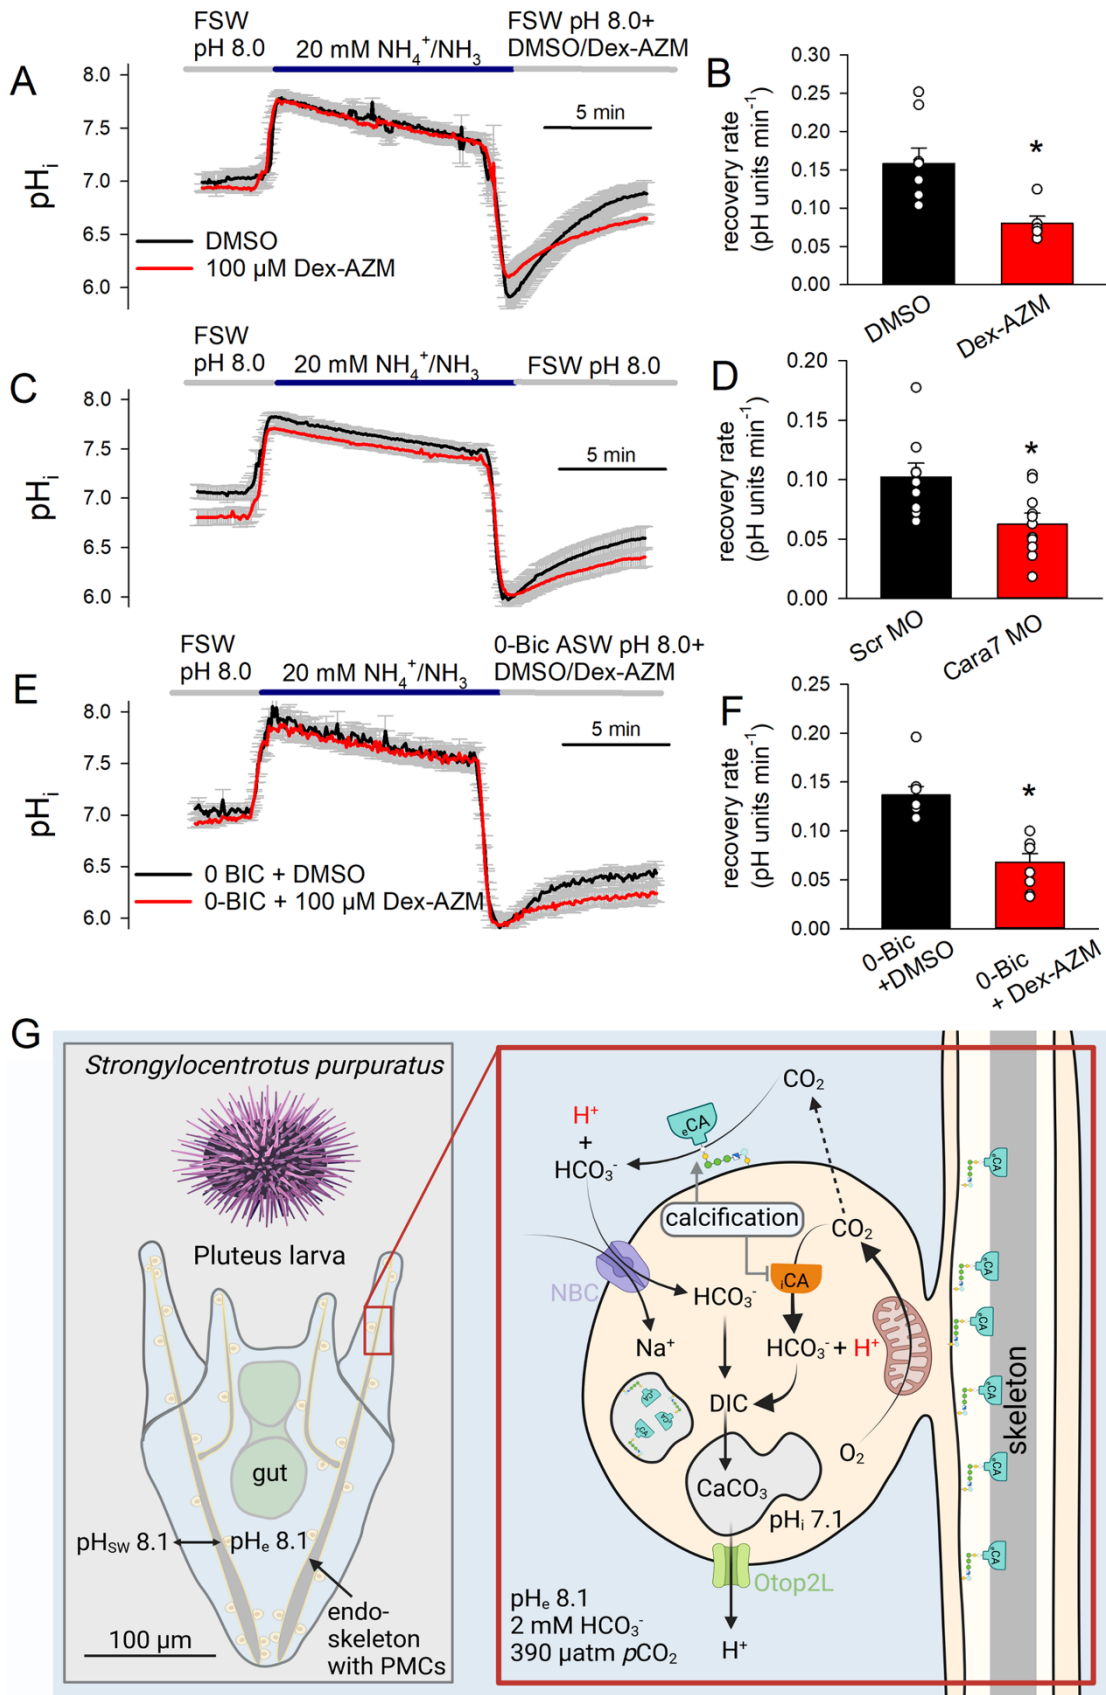 A
FSW
pH 8.0
20 mM NH₄⁺/NH₃
FSW pH 8.0+
DMSO/Dex-AZM
5 min
8.0
7.5
7.0
6.5
6.0
pHᵢ
DMSO
100 µM Dex-AZM
B
recovery rate
(pH units min⁻¹)
0.30
0.25
0.20
0.15
0.10
0.05
0.00
*
DMSO
Dex-AZM
C
FSW
pH 8.0
20 mM NH₄⁺/NH₃
FSW pH 8.0
5 min
8.0
7.5
7.0
6.5
6.0
pHᵢ
D
recovery rate
(pH units min⁻¹)
0.20
0.15
0.10
0.05
0.00
*
Scr MO
Cara7 MO
E
FSW
pH 8.0
20 mM NH₄⁺/NH₃
0-Bic ASW pH 8.0+
DMSO/Dex-AZM
5 min
8.0
7.5
7.0
6.5
6.0
pHᵢ
0 BIC + DMSO
0-BIC + 100 µM Dex-AZM
F
recovery rate
(pH units min⁻¹)
0.25
0.20
0.15
0.10
0.05
0.00
*
0-Bic
+DMSO
0-Bic
+ Dex-AZM
G
Strongylocentrotus purpuratus
Pluteus larva
gut
pHSW 8.1
pHe 8.1
endo-
skeleton
with PMCs
100 µm
CO₂
H⁺
+
HCO₃⁻
eCA
calcification
CO₂
NBC
iCA
HCO₃⁻
Na⁺
HCO₃⁻ + H⁺
DIC
CA
CA
CA
O₂
CaCO₃
pHᵢ 7.1
Otop2L
H⁺
pHe 8.1
2 mM HCO₃⁻
390 µatm pCO₂
eCA
eCA
eCA
eCA
eCA
eCA
skeleton